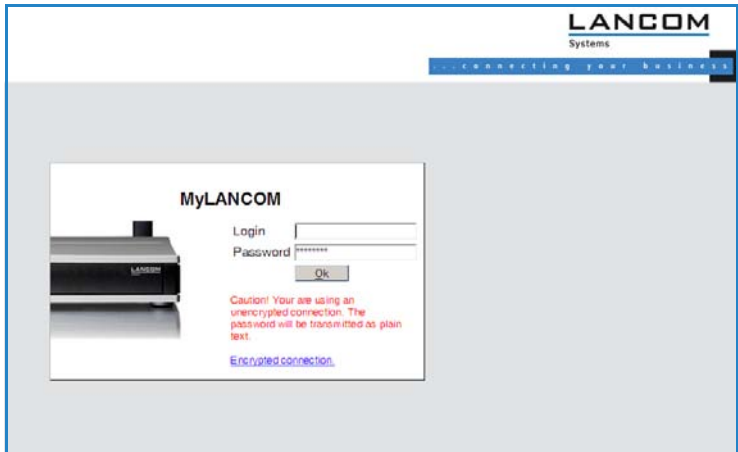 LANCOM
Systems
...connecting your business
MyLANCOM
Login
Password ********
Ok
LANCOM
Caution! Your are using an
unencrypted connection. The
password will be transmitted as plain
text.
Encrypted connection.